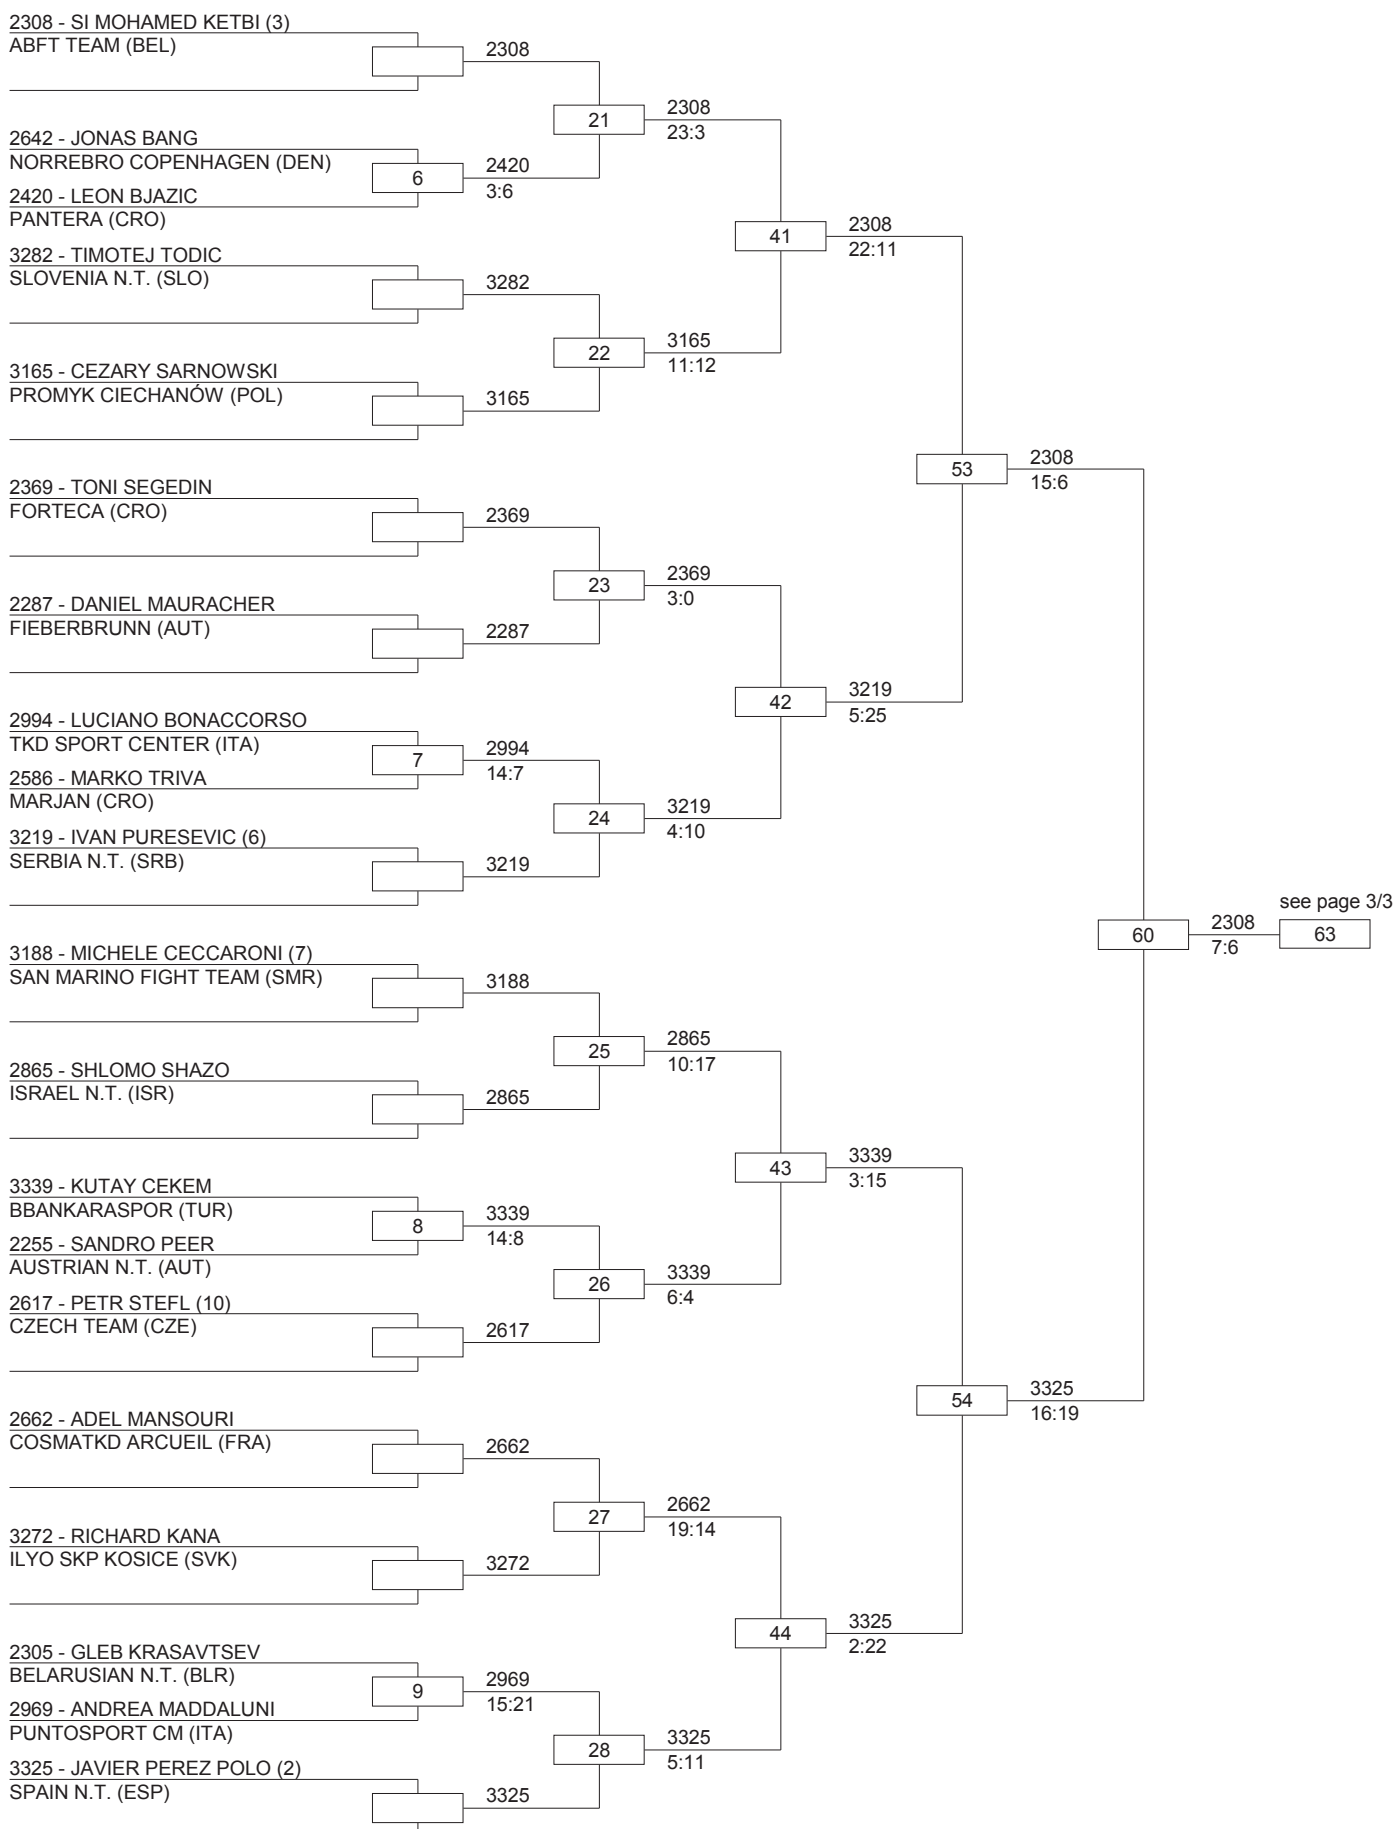 2308 - SI MOHAMED KETBI (3)
ABFT TEAM (BEL)
2308
21
2308
23:3
2642 - JONAS BANG
NORREBRO COPENHAGEN (DEN)
6
2420
3:6
2420 - LEON BJAZIC
PANTERA (CRO)
41
2308
22:11
3282 - TIMOTEJ TODIC
SLOVENIA N.T. (SLO)
3282
22
3165
11:12
3165 - CEZARY SARNOWSKI
PROMYK CIECHANÓW (POL)
3165
53
2308
15:6
2369 - TONI SEGEDIN
FORTECA (CRO)
2369
23
2369
3:0
2287 - DANIEL MAURACHER
FIEBERBRUNN (AUT)
2287
42
3219
5:25
2994 - LUCIANO BONACCORSO
TKD SPORT CENTER (ITA)
7
2994
14:7
2586 - MARKO TRIVA
MARJAN (CRO)
24
3219
4:10
3219 - IVAN PURESEVIC (6)
SERBIA N.T. (SRB)
3219
see page 3/3
60
2308
7:6
63
3188 - MICHELE CECCARONI (7)
SAN MARINO FIGHT TEAM (SMR)
3188
25
2865
10:17
2865 - SHLOMO SHAZO
ISRAEL N.T. (ISR)
2865
43
3339
3:15
3339 - KUTAY CEKEM
BBANKARASPOR (TUR)
8
3339
14:8
2255 - SANDRO PEER
AUSTRIAN N.T. (AUT)
26
3339
6:4
2617 - PETR STEFL (10)
CZECH TEAM (CZE)
2617
54
3325
16:19
2662 - ADEL MANSOURI
COSMATKD ARCUEIL (FRA)
2662
27
2662
19:14
3272 - RICHARD KANA
ILYO SKP KOSICE (SVK)
3272
44
3325
2:22
2305 - GLEB KRASAVTSEV
BELARUSIAN N.T. (BLR)
9
2969
15:21
2969 - ANDREA MADDALUNI
PUNTOSPORT CM (ITA)
28
3325
5:11
3325 - JAVIER PEREZ POLO (2)
SPAIN N.T. (ESP)
3325